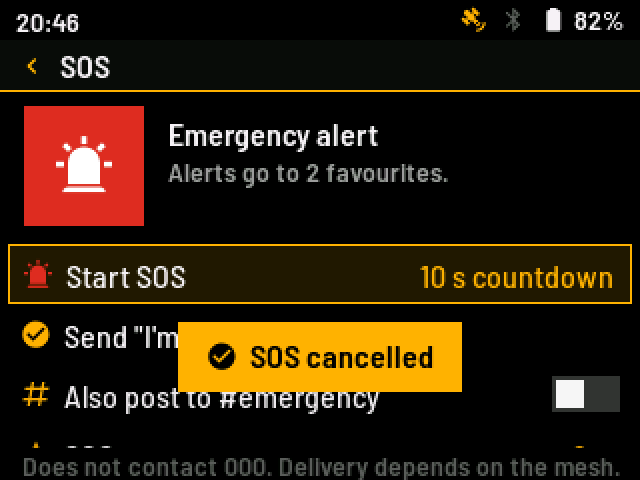 20:46
82%
SOS
Emergency alert
Alerts go to 2 favourites.
Start SOS
10 s countdown
Send "I'm
SOS cancelled
# Also post to #emergency
Does not contact 000. Delivery depends on the mesh.